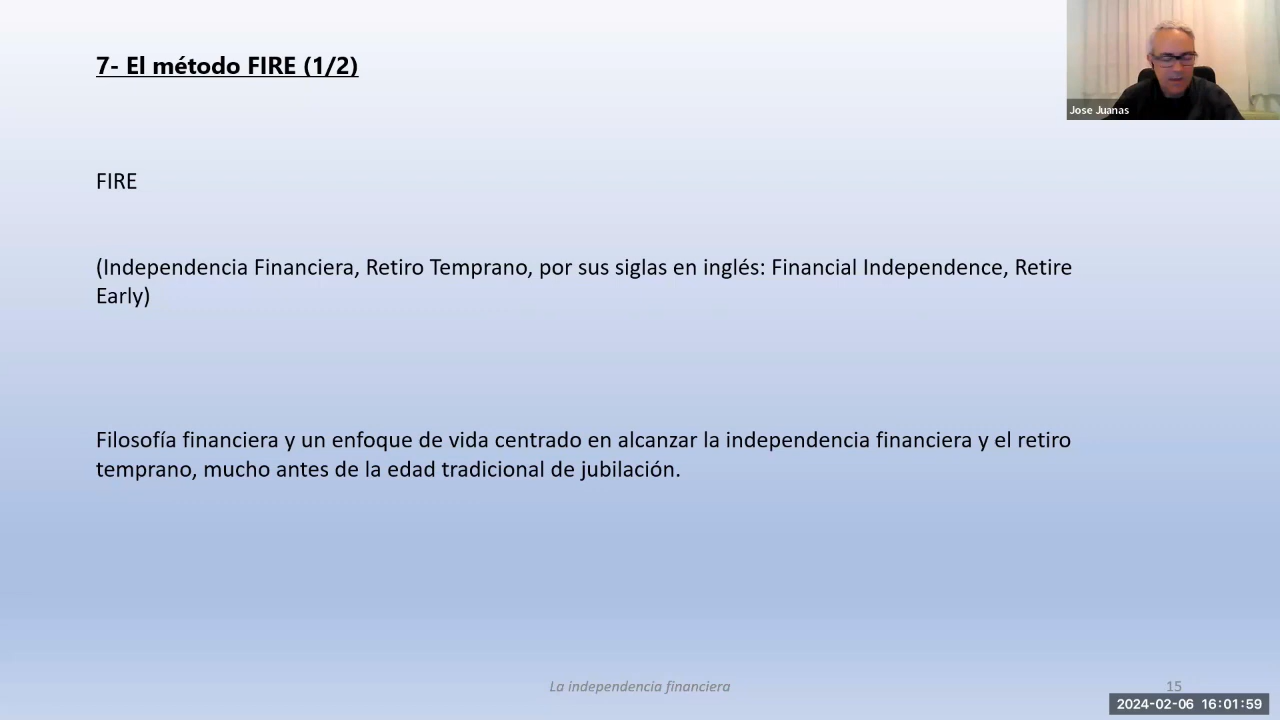 7- El método FIRE (1/2)
Jose Juanas
FIRE
(Independencia Financiera, Retiro Temprano, por sus siglas en inglés: Financial Independence, Retire
Early)
Filosofía financiera y un enfoque de vida centrado en alcanzar la independencia financiera y el retiro
temprano, mucho antes de la edad tradicional de jubilación.
La independencia financiera
15
2024-02-06 16:01:59